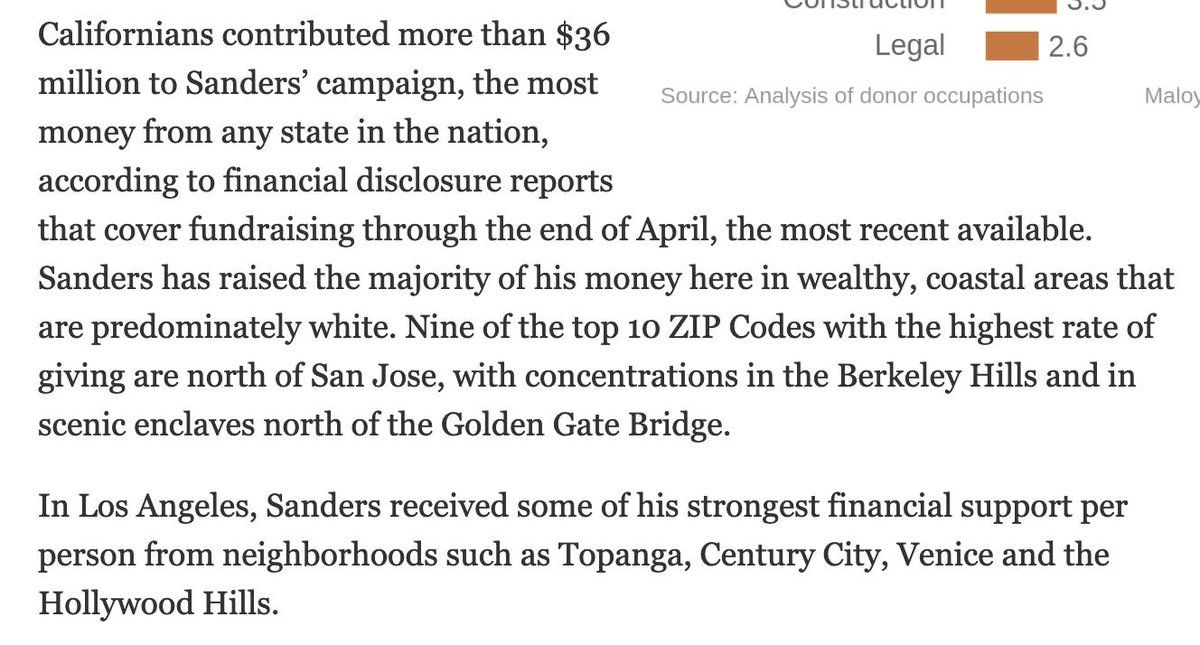 Construction 3.5
Legal 2.6
Source: Analysis of donor occupations
Californians contributed more than $36
million to Sanders’ campaign, the most
money from any state in the nation,
according to financial disclosure reports
that cover fundraising through the end of April, the most recent available.
Sanders has raised the majority of his money here in wealthy, coastal areas that
are predominately white. Nine of the top 10 ZIP Codes with the highest rate of
giving are north of San Jose, with concentrations in the Berkeley Hills and in
scenic enclaves north of the Golden Gate Bridge.
In Los Angeles, Sanders received some of his strongest financial support per
person from neighborhoods such as Topanga, Century City, Venice and the
Hollywood Hills.